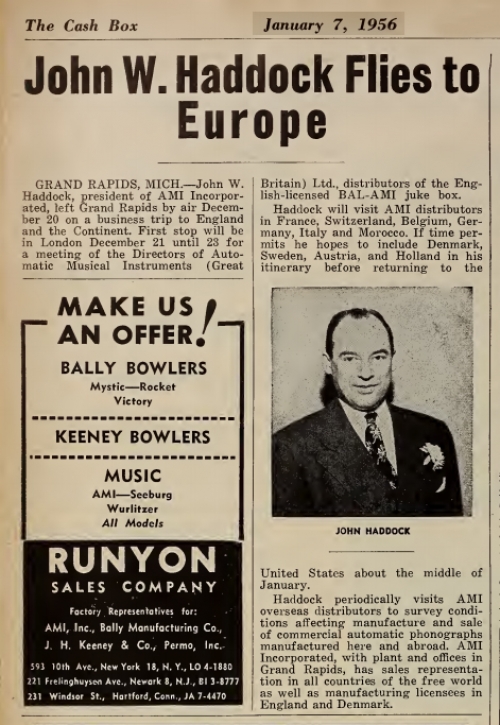 The Cash Box
January 7, 1956
John W. Haddock Flies to
Europe
GRAND RAPIDS, MICH.—John W.
Haddock, president of AMI Incorpor-
ated, left Grand Rapids by air Decem-
ber 20 on a business trip to England
and the Continent. First stop will be
in London December 21 until 23 for
a meeting of the Directors of Auto-
matic Musical Instruments (Great
Britain) Ltd., distributors of the Eng-
lish-licensed BAL-AMI juke box.
Haddock will visit AMI distributors
in France, Switzerland, Belgium, Ger-
many, Italy and Morocco. If time per-
mits he hopes to include Denmark,
Sweden, Austria, and Holland in his
itinerary before returning to the
JOHN HADDOCK
United States about the middle of
January.
Haddock periodically visits AMI
overseas distributors to survey condi-
tions affecting manufacture and sale
of commercial automatic phonographs
manufactured here and abroad. AMI
Incorporated, with plant and offices in
Grand Rapids, has sales representa-
tion in all countries of the free world
as well as manufacturing licensees in
England and Denmark.
MAKE US
AN OFFER!
BALLY BOWLERS
Mystic—Rocket
Victory
KEENEY BOWLERS
MUSIC
AMI—Seeburg
Wurlitzer
All Models
RUNYON
SALES COMPANY
Factory Representatives for:
AMI, Inc., Bally Manufacturing Co.,
J. H. Keeney & Co., Permo, Inc.
593 10th Ave., New York 18, N. Y., LO 4-1880
221 Frelinghuysen Ave., Newark 8, N.J., BI 3-8777
231 Windsor St., Hartford, Conn., JA 7-4470